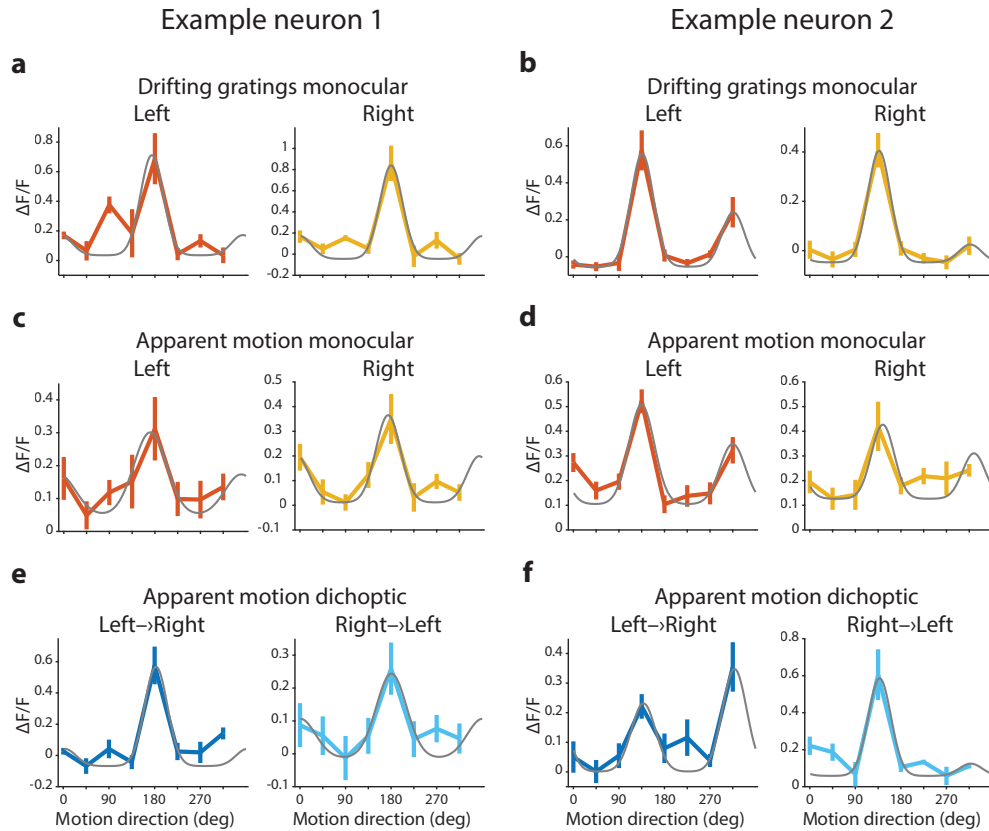 Example neuron 1
Example neuron 2
a
Drifting gratings monocular
Left
Right
ΔF/F
0.8
0.6
0.4
0.2
0
1
0.8
0.6
0.4
0.2
0
-0.2
b
Drifting gratings monocular
Left
Right
ΔF/F
0.6
0.4
0.2
0
0.4
0.2
0
c
Apparent motion monocular
Left
Right
ΔF/F
0.4
0.3
0.2
0.1
0
0.5
0.4
0.3
0.2
0.1
0
-0.1
d
Apparent motion monocular
Left
Right
ΔF/F
0.6
0.5
0.4
0.3
0.2
0.1
0
0.6
0.5
0.4
0.3
0.2
0.1
0
e
Apparent motion dichoptic
Left→Right
Right→Left
ΔF/F
0.6
0.4
0.2
0
-0.2
0.3
0.2
0.1
0
0.1
0 90 180 270
Motion direction (deg)
0 90 180 270
Motion direction (deg)
f
Apparent motion dichoptic
Left→Right
Right→Left
ΔF/F
0.4
0.3
0.2
0.1
0
0.8
0.6
0.4
0.2
0
0 90 180 270
Motion direction (deg)
0 90 180 270
Motion direction (deg)